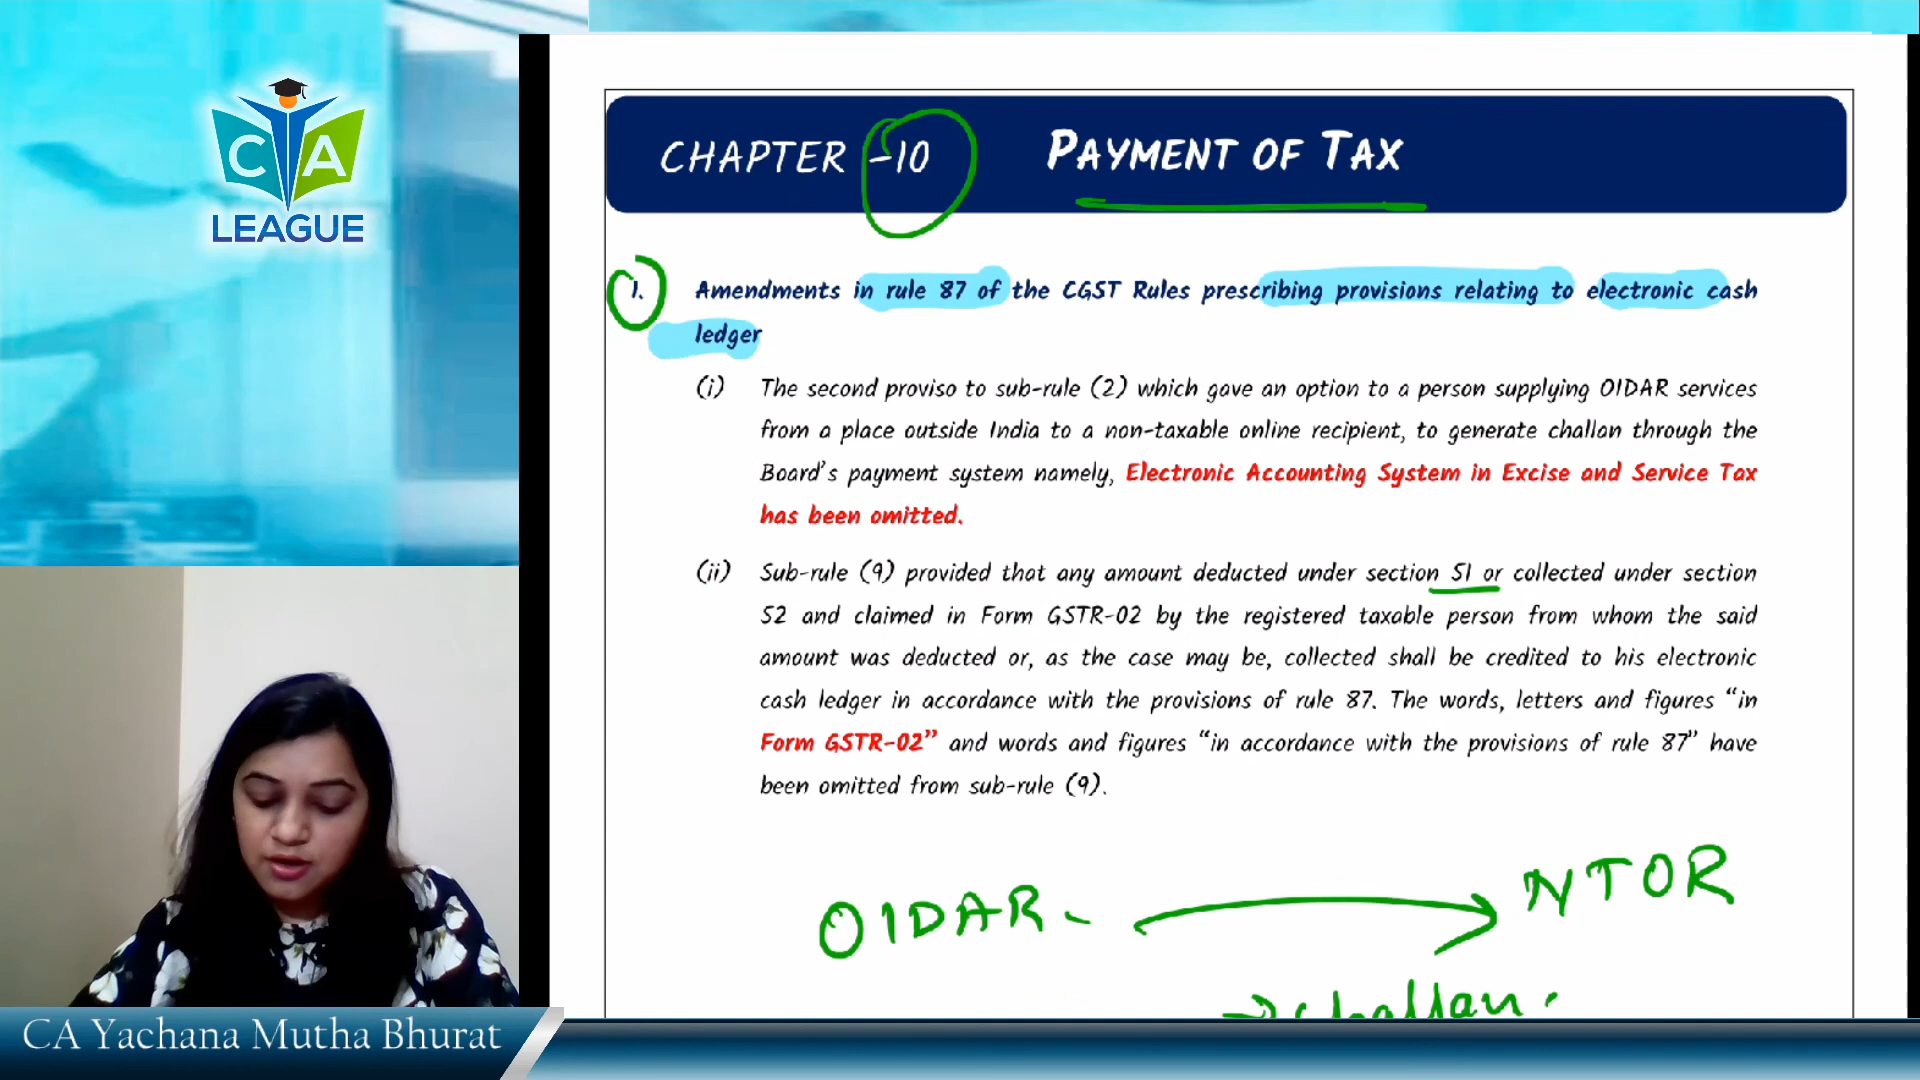 CA
LEAGUE
CHAPTER -10 PAYMENT OF TAX
1. Amendments in rule 87 of the CGST Rules prescribing provisions relating to electronic cash
ledger
(i) The second proviso to sub-rule (2) which gave an option to a person supplying OIDAR services
from a place outside India to a non-taxable online recipient, to generate challan through the
Board's payment system namely, Electronic Accounting System in Excise and Service Tax
has been omitted.
(ii) Sub-rule (9) provided that any amount deducted under section 51 or collected under section
52 and claimed in Form GSTR-02 by the registered taxable person from whom the said
amount was deducted or, as the case may be, collected shall be credited to his electronic
cash ledger in accordance with the provisions of rule 87. The words, letters and figures “in
Form GSTR-02” and words and figures “in accordance with the provisions of rule 87” have
been omitted from sub-rule (9).
OIDAR - NTOR
challan.
CA Yachana Mutha Bhurat